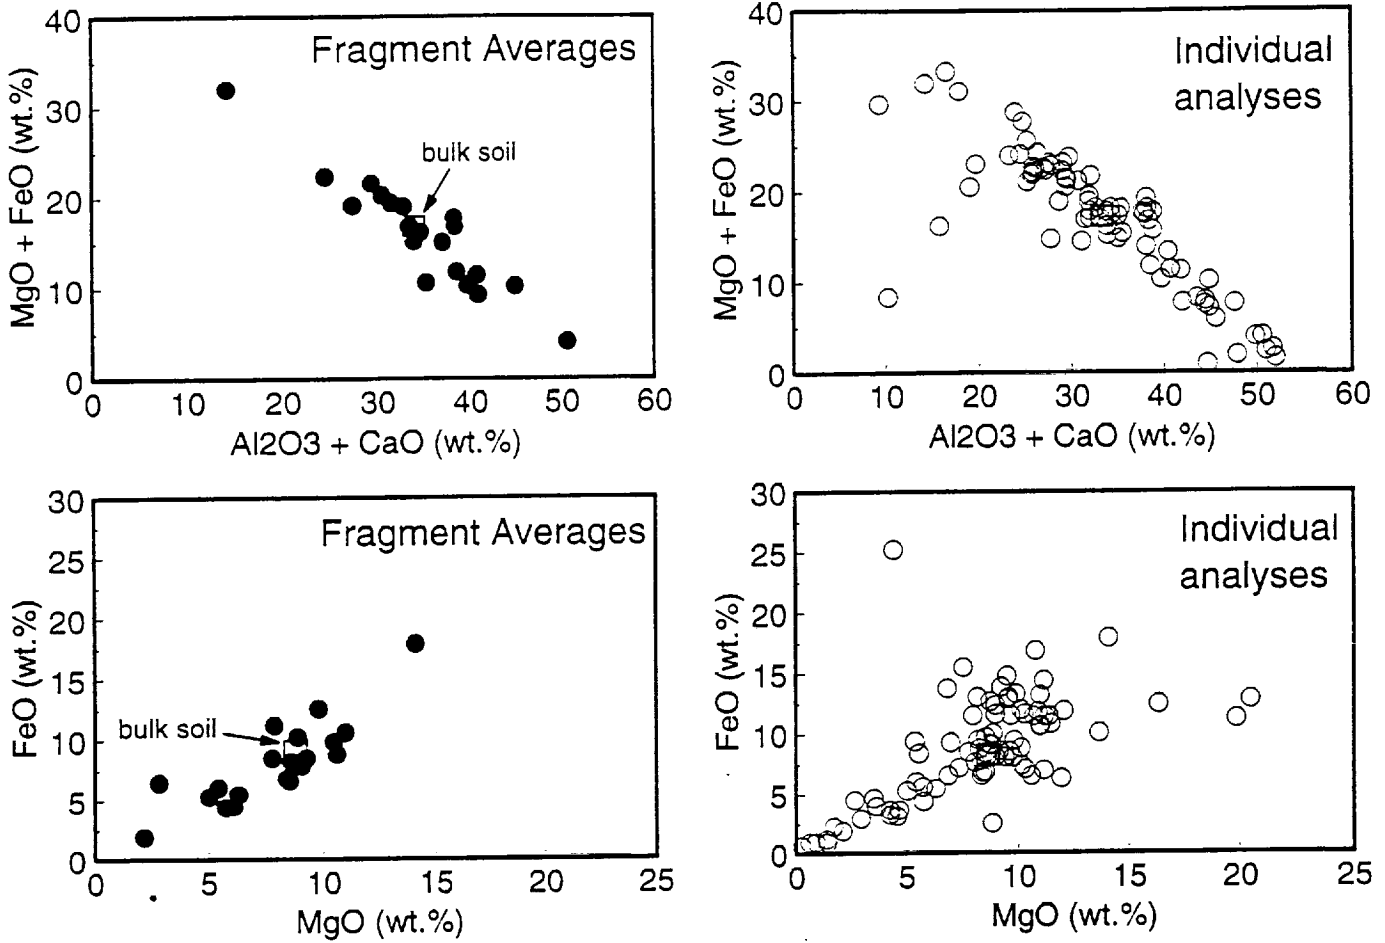 Fragment Averages
bulk soil
MgO + FeO (wt.%)
40
30
20
10
0
0 10 20 30 40 50 60
Al2O3 + CaO (wt.%)
Individual
analyses
MgO + FeO (wt.%)
40
30
20
10
0
0 10 20 30 40 50 60
Al2O3 + CaO (wt.%)
Fragment Averages
bulk soil
FeO (wt.%)
30
25
20
15
10
5
0
0 5 10 15 20 25
MgO (wt.%)
Individual
analyses
FeO (wt.%)
30
25
20
15
10
5
0
0 5 10 15 20 25
MgO (wt.%)